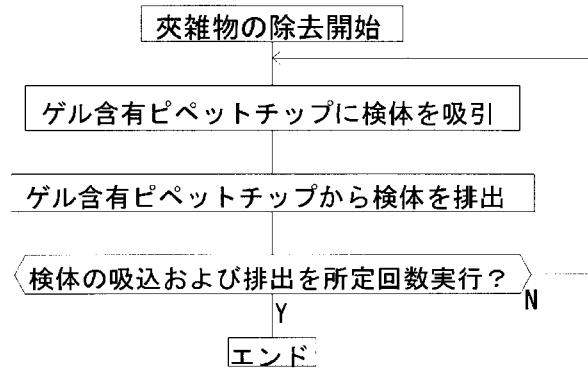 夾雑物の除去開始
ゲル含有ピペットチップに検体を吸引
ゲル含有ピペットチップから検体を排出
検体の吸込および排出を所定回数実行？
N
Y
エンド